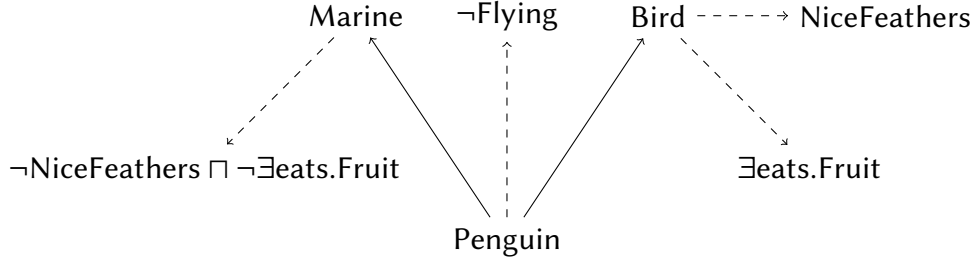 Marine
¬Flying
Bird
NiceFeathers
¬NiceFeathers ⊓ ¬∃eats.Fruit
∃eats.Fruit
Penguin